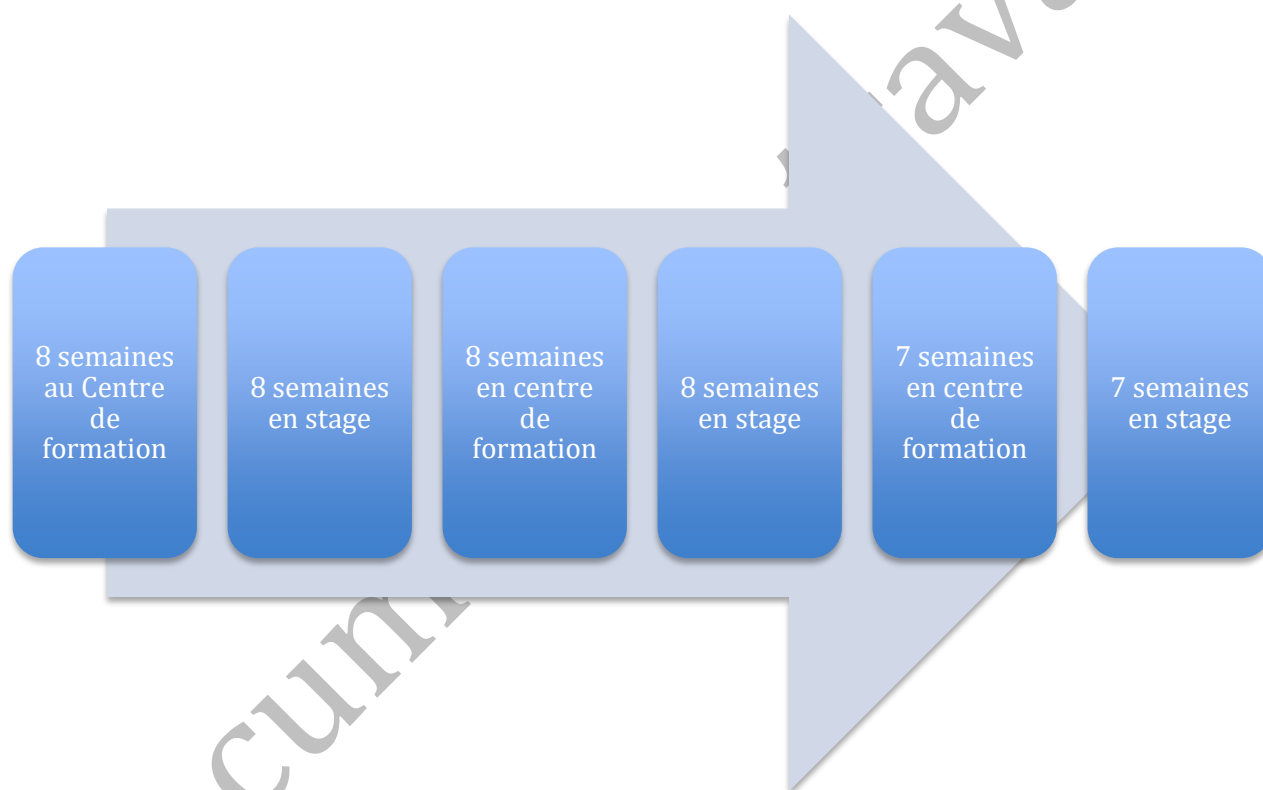 8 semaines
au Centre
de
formation
8 semaines
en stage
8 semaines
en centre
de
formation
8 semaines
en stage
7 semaines
en centre
de
formation
7 semaines
en stage